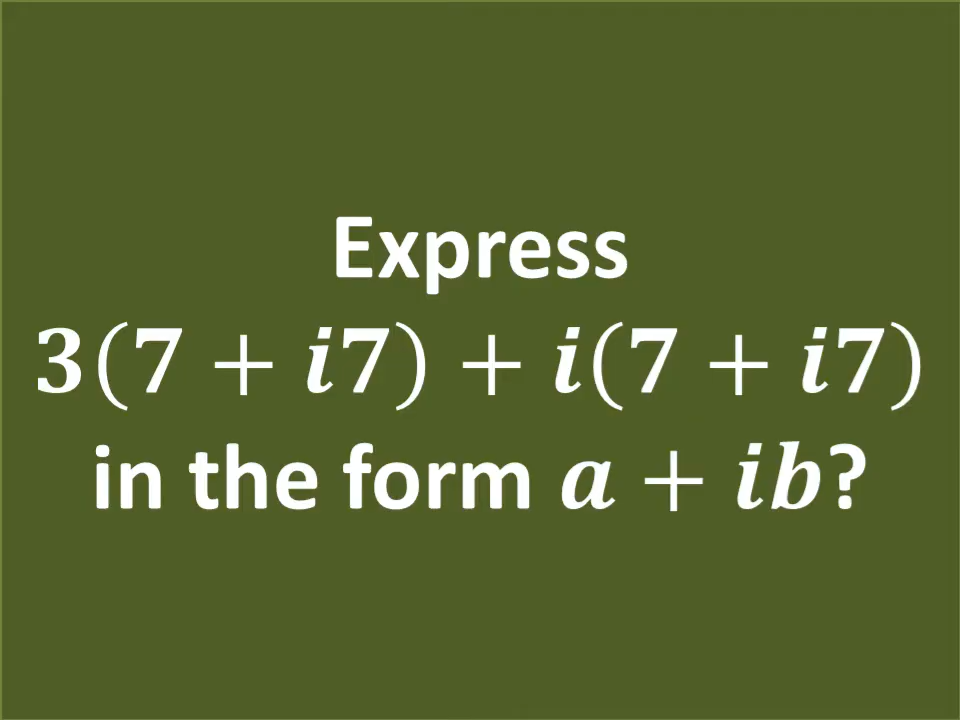 Express
3(7 + i7) + i(7 + i7)
in the form a + ib?